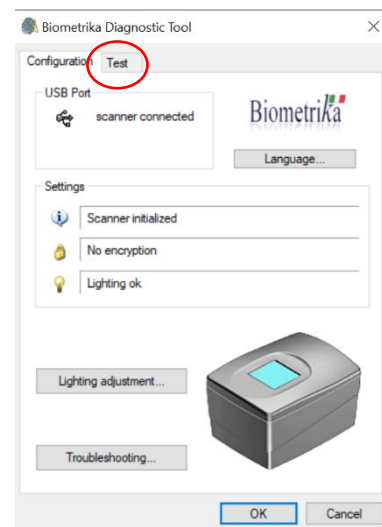 Biometrika Diagnostic Tool
Configuration Test
USB Port
scanner connected
Biometrika
Language...
Settings
Scanner initialized
No encryption
Lighting ok
Lighting adjustment...
Troubleshooting...
OK Cancel